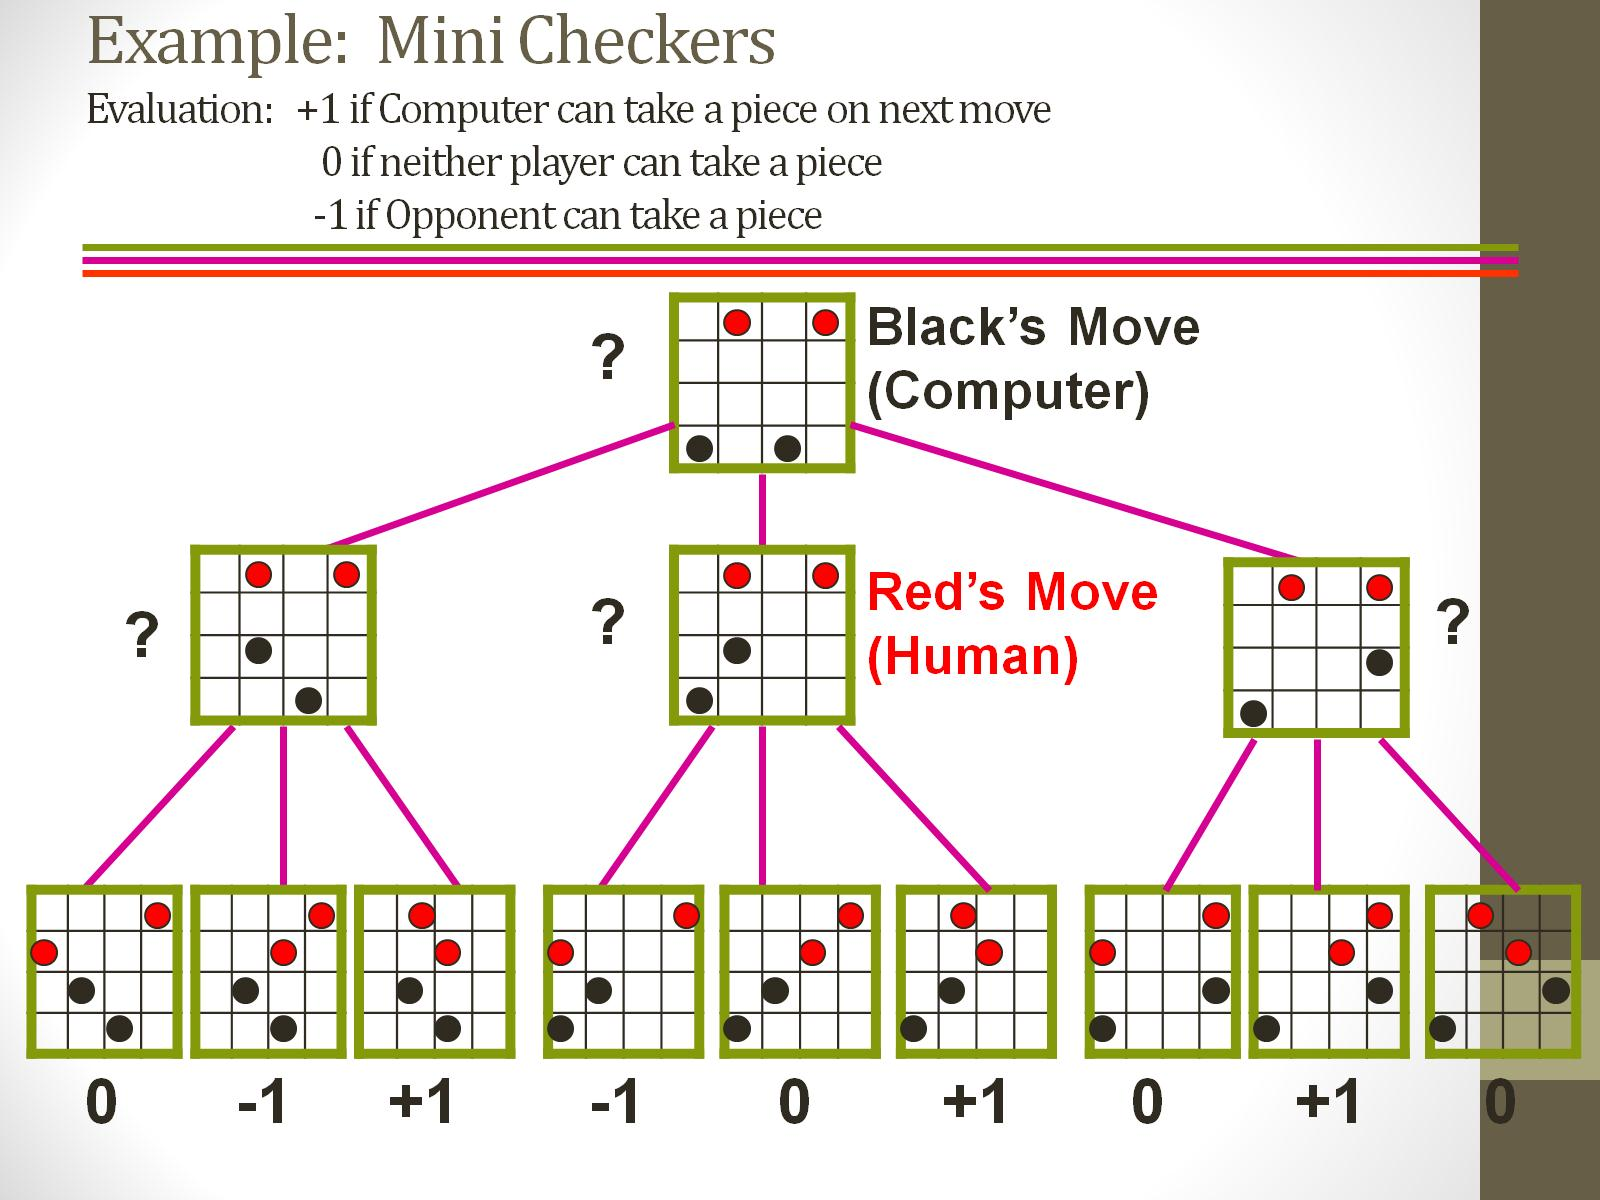 Example:  Mini Checkers
Evaluation:   +1 if Computer can take a piece on next move
0 if neither player can take a piece
-1 if Opponent can take a piece
?
Black’s Move
(Computer)
?
?
Red’s Move
(Human)
?
0 -1 +1 -1 0 +1 0 +1 0